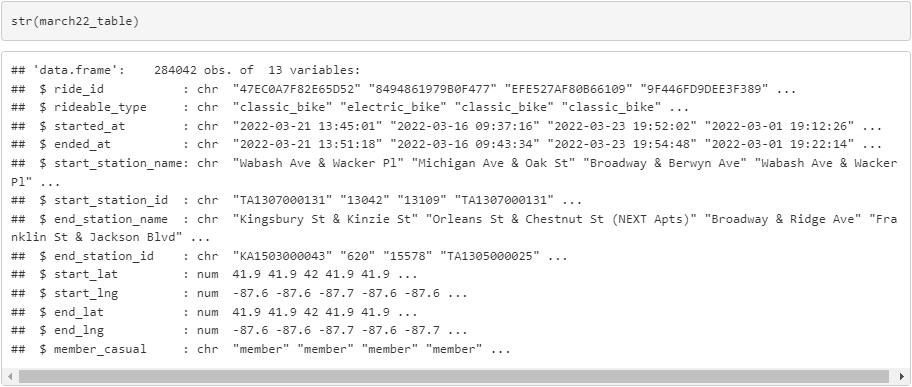 str(march22_table)
## 'data.frame':    284042 obs. of  13 variables:
##  $ ride_id           : chr  "47EC0A7F82E65D52" "8494861979B0F477" "EFE527AF80B66109" "9F446FD9DEE3F389" ...
##  $ rideable_type     : chr  "classic_bike" "electric_bike" "classic_bike" "classic_bike" ...
##  $ started_at        : chr  "2022-03-21 13:45:01" "2022-03-16 09:37:16" "2022-03-23 19:52:02" "2022-03-01 19:12:26" ...
##  $ ended_at          : chr  "2022-03-21 13:51:18" "2022-03-16 09:43:34" "2022-03-23 19:54:48" "2022-03-01 19:22:14" ...
##  $ start_station_name: chr  "Wabash Ave & Wacker Pl" "Michigan Ave & Oak St" "Broadway & Berwyn Ave" "Wabash Ave & Wacker
Pl" ...
##  $ start_station_id  : chr  "TA1307000131" "13042" "13109" "TA1307000131" ...
##  $ end_station_name  : chr  "Kingsbury St & Kinzie St" "Orleans St & Chestnut St (NEXT Apts)" "Broadway & Ridge Ave" "Fra
nklin St & Jackson Blvd" ...
##  $ end_station_id    : chr  "KA1503000043" "620" "15578" "TA1305000025" ...
##  $ start_lat         : num  41.9 41.9 42 41.9 41.9 ...
##  $ start_lng         : num  -87.6 -87.6 -87.7 -87.6 -87.6 ...
##  $ end_lat           : num  41.9 41.9 42 41.9 41.9 ...
##  $ end_lng           : num  -87.6 -87.6 -87.7 -87.6 -87.7 ...
##  $ member_casual     : chr  "member" "member" "member" "member" ...